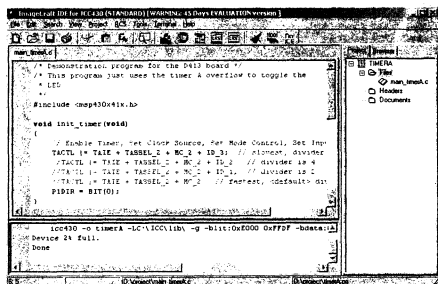 ImageCraft IDE for ICC430 (STANDARD) [WARNING: 45 Days EVALUATION version]
File Edit Search View Project RCS Tools Terminal Help
main_timerA.c
/* Demonstration program for the D413 board */
/* This program just uses the timer A overflow to toggle the
* LED
*/
#include <msp430x41x.h>
void init_timer(void)
{
// Enable Timer, Set Clock Source, Set Mode Control, Set Inpu
TACTL |= TAIE + TASSEL_2 + MC_2 + ID_3; // slowest, divider
//TACTL |= TAIE + TASSEL_2 + MC_2 + ID_2 // divider is 4
//TACTL |= TAIE + TASSEL_2 + MC_2 + ID_1; // divider is 2
//TACTL |= TAIE + TASSEL_2 + MC_2 // fastest, (default) div
P1DIR = BIT(0);
}
icc430 -o timerA -LC:\ICC\lib\ -g -blit:0xE000 0xFFDF -bdata:
Device 2% full.
Done
TIMERA
Files
main_timerA.c
Headers
Documents